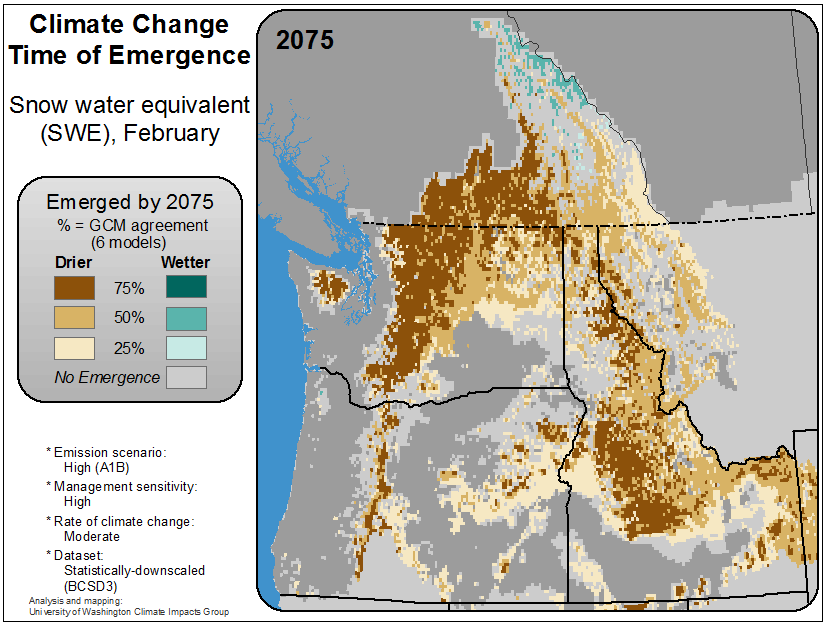 Climate Change
Time of Emergence
Snow water equivalent
(SWE), February
Emerged by 2075
% = GCM agreement
(6 models)
Drier Wetter
75%
50%
25%
No Emergence
* Emission scenario:
High (A1B)
* Management sensitivity:
High
* Rate of climate change:
Moderate
* Dataset:
Statistically-downscaled
(BCSD3)
Analysis and mapping:
University of Washington Climate Impacts Group
2075